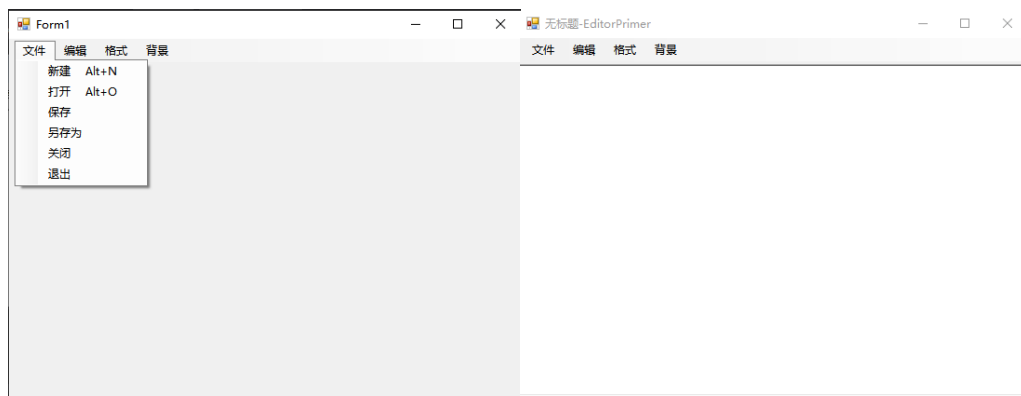 Form1
文件 编辑 格式 背景
新建 Alt+N
打开 Alt+O
保存
另存为
关闭
退出
无标题-EditorPrimer
文件 编辑 格式 背景